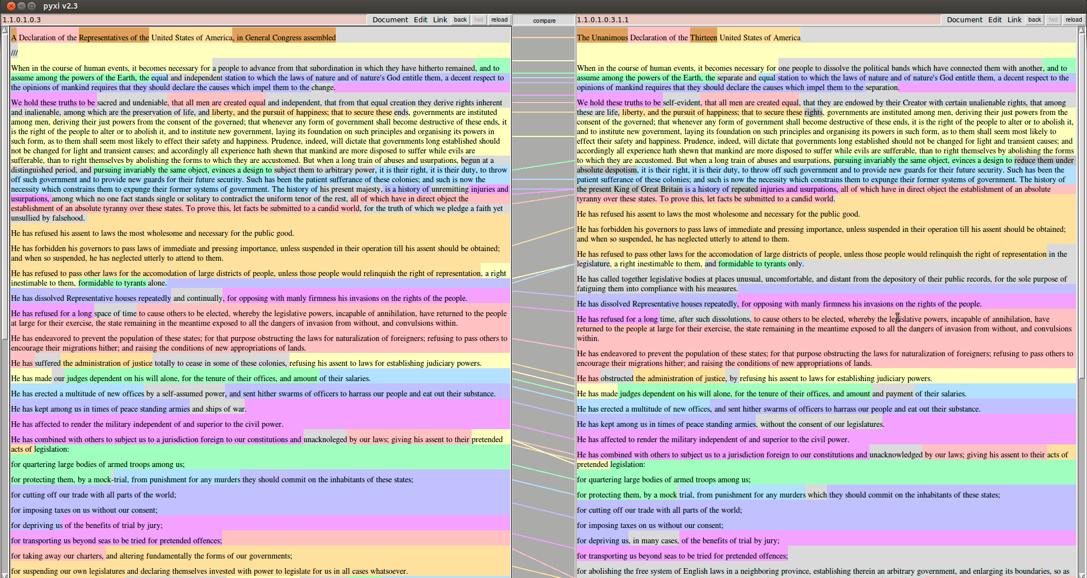 pyxi v2.3
1.1.0.1.0.3
Document Edit Link back fwd reload
compare
1.1.0.1.0.3.1.1
Document Edit Link back fwd reload
A Declaration of the Representatives of the United States of America, in General Congress assembled
///
When in the course of human events, it becomes necessary for a people to advance from that subordination in which they have hitherto remained, and to
assume among the powers of the Earth, the equal and independent station to which the laws of nature and of nature's God entitle them, a decent respect to
the opinions of mankind requires that they should declare the causes which impel them to the change.
We hold these truths to be sacred and undeniable, that all men are created equal and independent, that from that equal creation they derive rights inherent
and inalienable, among which are the preservation of life, and liberty, and the pursuit of happiness; that to secure these ends, governments are instituted
among men, deriving their just powers from the consent of the governed; that whenever any form of government shall become destructive of these ends, it
is the right of the people to alter or to abolish it, and to institute new government, laying its foundation on such principles and organising its powers in
such form, as to them shall seem most likely to effect their safety and happiness. Prudence, indeed, will dictate that governments long established should
not be changed for light and transient causes; and accordingly all experience hath shewn that mankind are more disposed to suffer while evils are
sufferable, than to right themselves by abolishing the forms to which they are accustomed. But when a long train of abuses and usurpations, begun at a
distinguished period, and pursuing invariably the same object, evinces a design to subject them to arbitrary power, it is their right, it is their duty, to throw
off such government and to provide new guards for their future security. Such has been the patient sufferance of these colonies; and such is now the
necessity which constrains them to expunge their former systems of government. The history of his present majesty, is a history of unremitting injuries and
usurpations, among which no one fact stands single or solitary to contradict the uniform tenor of the rest, all of which have in direct object the
establishment of an absolute tyranny over these states. To prove this, let facts be submitted to a candid world, for the truth of which we pledge a faith yet
unsullied by falsehood.
He has refused his assent to laws the most wholesome and necessary for the public good.
He has forbidden his governors to pass laws of immediate and pressing importance, unless suspended in their operation till his assent should be obtained;
and when so suspended, he has neglected utterly to attend to them.
He has refused to pass other laws for the accomodation of large districts of people, unless those people would relinquish the right of representation, a right
inestimable to them, formidable to tyrants alone.
He has dissolved Representative houses repeatedly and continually, for opposing with manly firmness his invasions on the rights of the people.
He has refused for a long space of time to cause others to be elected, whereby the legislative powers, incapable of annihilation, have returned to the people
at large for their exercise, the state remaining in the meantime exposed to all the dangers of invasion from without, and convulsions within.
He has endeavored to prevent the population of these states; for that purpose obstructing the laws for naturalization of foreigners; refusing to pass others to
encourage their migrations hither; and raising the conditions of new appropriations of lands.
He has suffered the administration of justice totally to cease in some of these colonies, refusing his assent to laws for establishing judiciary powers.
He has made our judges dependent on his will alone, for the tenure of their offices, and amount of their salaries.
He has erected a multitude of new offices by a self-assumed power, and sent hither swarms of officers to harrass our people and eat out their substance.
He has kept among us in times of peace standing armies and ships of war.
He has affected to render the military independent of and superior to the civil power.
He has combined with others to subject us to a jurisdiction foreign to our constitutions and unacknoleged by our laws; giving his assent to their pretended
acts of legislation:
for quartering large bodies of armed troops among us;
for protecting them, by a mock-trial, from punishment for any murders they should commit on the inhabitants of these states;
for cutting off our trade with all parts of the world;
for imposing taxes on us without our consent;
for depriving us of the benefits of trial by jury;
for transporting us beyond seas to be tried for pretended offences;
for taking away our charters, and altering fundamentally the forms of our governments;
for suspending our own legislatures and declaring themselves invested with power to legislate for us in all cases whatsoever.
The Unanimous Declaration of the Thirteen United States of America
When in the course of human events, it becomes necessary for one people to dissolve the political bands which have connected them with another, and to
assume among the powers of the Earth, the separate and equal station to which the laws of nature and of nature's God entitle them, a decent respect to the
opinions of mankind requires that they should declare the causes which impel them to the separation.
We hold these truths to be self-evident, that all men are created equal, that they are endowed by their Creator with certain unalienable rights, that among
these are life, liberty, and the pursuit of happiness; that to secure these rights, governments are instituted among men, deriving their just powers from the
consent of the governed; that whenever any form of government shall become destructive of these ends, it is the right of the people to alter or to abolish it,
and to institute new government, laying its foundation on such principles and organising its powers in such form, as to them shall seem most likely to
effect their safety and happiness. Prudence, indeed, will dictate that governments long established should not be changed for light and transient causes; and
accordingly all experience hath shewn that mankind are more disposed to suffer while evils are sufferable, than to right themselves by abolishing the forms
to which they are accustomed. But when a long train of abuses and usurpations, pursuing invariably the same object, evinces a design to reduce them under
absolute despotism, it is their right, it is their duty, to throw off such government and to provide new guards for their future security. Such has been the
patient sufferance of these colonies; and such is now the necessity which constrains them to expunge their former systems of government. The history of
the present King of Great Britain is a history of repeated injuries and usurpations, all of which have in direct object the establishment of an absolute
tyranny over these states. To prove this, let facts be submitted to a candid world.
He has refused his assent to laws the most wholesome and necessary for the public good.
He has forbidden his governors to pass laws of immediate and pressing importance, unless suspended in their operation till his assent should be obtained;
and when so suspended, he has neglected utterly to attend to them.
He has refused to pass other laws for the accomodation of large districts of people, unless those people would relinquish the right of representation in the
legislature, a right inestimable to them, and formidable to tyrants only.
He has called together legislative bodies at places unusual, uncomfortable, and distant from the depository of their public records, for the sole purpose of
fatiguing them into compliance with his measures.
He has dissolved Representative houses repeatedly, for opposing with manly firmness his invasions on the rights of the people.
He has refused for a long time, after such dissolutions, to cause others to be elected, whereby the legislative powers, incapable of annihilation, have
returned to the people at large for their exercise, the state remaining in the meantime exposed to all the dangers of invasion from without, and convulsions
within.
He has endeavored to prevent the population of these states; for that purpose obstructing the laws for naturalization of foreigners; refusing to pass others to
encourage their migrations hither; and raising the conditions of new appropriations of lands.
He has obstructed the administration of justice, by refusing his assent to laws for establishing judiciary powers.
He has made judges dependent on his will alone, for the tenure of their offices, and amount and payment of their salaries.
He has erected a multitude of new offices, and sent hither swarms of officers to harrass our people and eat out their substance.
He has kept among us in times of peace standing armies, without the consent of our legislatures.
He has affected to render the military independent of and superior to the civil power.
He has combined with others to subject us to a jurisdiction foreign to our constitutions and unacknowledged by our laws; giving his assent to their acts of
pretended legislation:
for quartering large bodies of armed troops among us;
for protecting them, by a mock trial, from punishment for any murders which they should commit on the inhabitants of these states;
for cutting off our trade with all parts of the world;
for imposing taxes on us without our consent;
for depriving us, in many cases, of the benefits of trial by jury;
for transporting us beyond seas to be tried for pretended offences;
for abolishing the free system of English laws in a neighboring province, establishing therein an arbitrary government, and enlarging its boundaries, so as